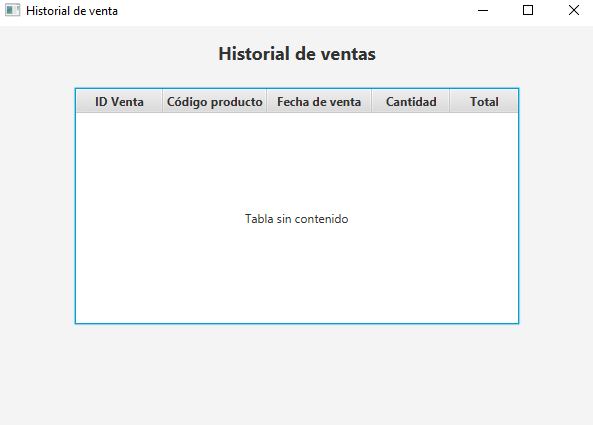 Historial de venta
Historial de ventas
ID Venta Código producto Fecha de venta Cantidad Total
Tabla sin contenido